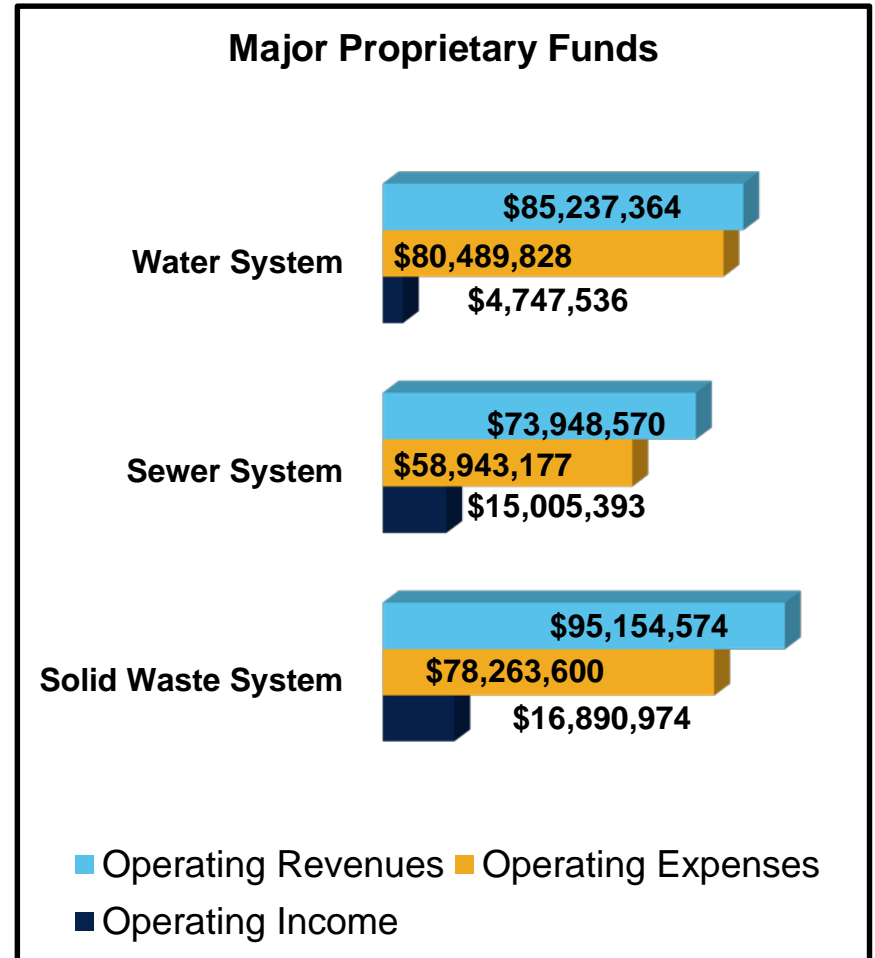 Major Proprietary Funds
$85,237,364
Water System
$80,489,828
$4,747,536
$73,948,570
Sewer System
$58,943,177
$15,005,393
$95,154,574
Solid Waste System
$78,263,600
$16,890,974
Operating Revenues Operating Expenses
Operating Income